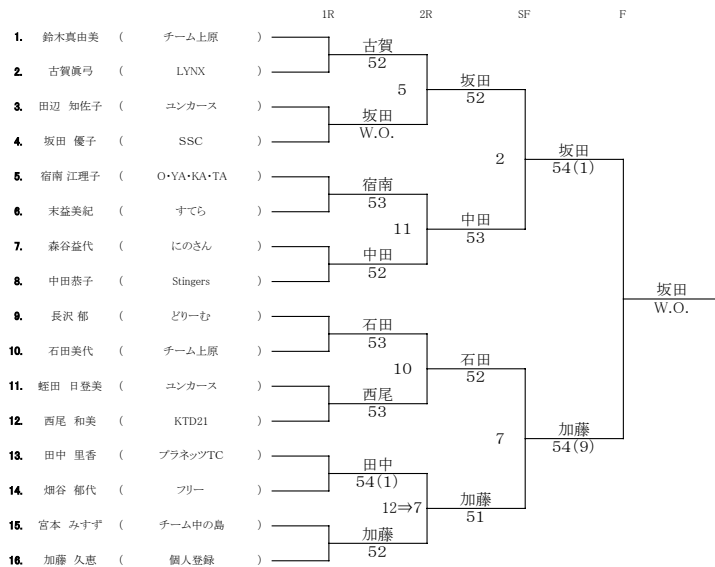 1R 2R SF F
1. 鈴木真由美 ( チーム上原 )
古賀
52
2. 古賀眞弓 ( LYNX )
5
坂田
52
3. 田辺 知佐子 ( ユンカース )
坂田
W.O.
4. 坂田 優子 ( SSC )
2
坂田
54(1)
5. 宿南 江理子 ( O・YA・KA・TA )
宿南
53
6. 末益美紀 ( すてら )
11
中田
53
7. 森谷益代 ( にのさん )
中田
52
8. 中田恭子 ( Stingers )
坂田
W.O.
9. 長沢 郁 ( どりーむ )
石田
53
10. 石田美代 ( チーム上原 )
10
石田
52
11. 蛭田 日登美 ( ユンカース )
西尾
53
12. 西尾 和美 ( KTD21 )
7
加藤
54(9)
13. 田中 里香 ( プラネッツTC )
田中
54(1)
14. 畑谷 郁代 ( フリー )
12⇒7
加藤
51
15. 宮本 みすず ( チーム中の島 )
加藤
52
16. 加藤 久恵 ( 個人登録 )